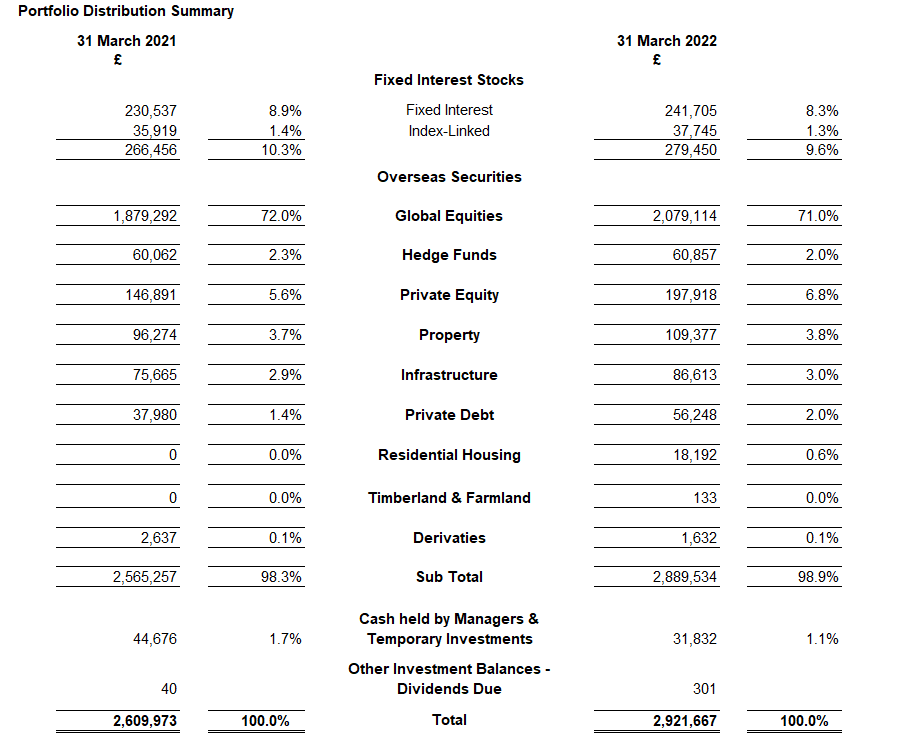 Portfolio Distribution Summary
31 March 2021 31 March 2022
£ £
Fixed Interest Stocks
230,537 8.9% Fixed Interest 241,705 8.3%
35,919 1.4% Index-Linked 37,745 1.3%
266,456 10.3% 279,450 9.6%
Overseas Securities
1,879,292 72.0% Global Equities 2,079,114 71.0%
60,062 2.3% Hedge Funds 60,857 2.0%
146,891 5.6% Private Equity 197,918 6.8%
96,274 3.7% Property 109,377 3.8%
75,665 2.9% Infrastructure 86,613 3.0%
37,980 1.4% Private Debt 56,248 2.0%
0 0.0% Residential Housing 18,192 0.6%
0 0.0% Timberland & Farmland 133 0.0%
2,637 0.1% Derivaties 1,632 0.1%
2,565,257 98.3% Sub Total 2,889,534 98.9%
Cash held by Managers &
44,676 1.7% Temporary Investments 31,832 1.1%
Other Investment Balances -
40 Dividends Due 301
2,609,973 100.0% Total 2,921,667 100.0%